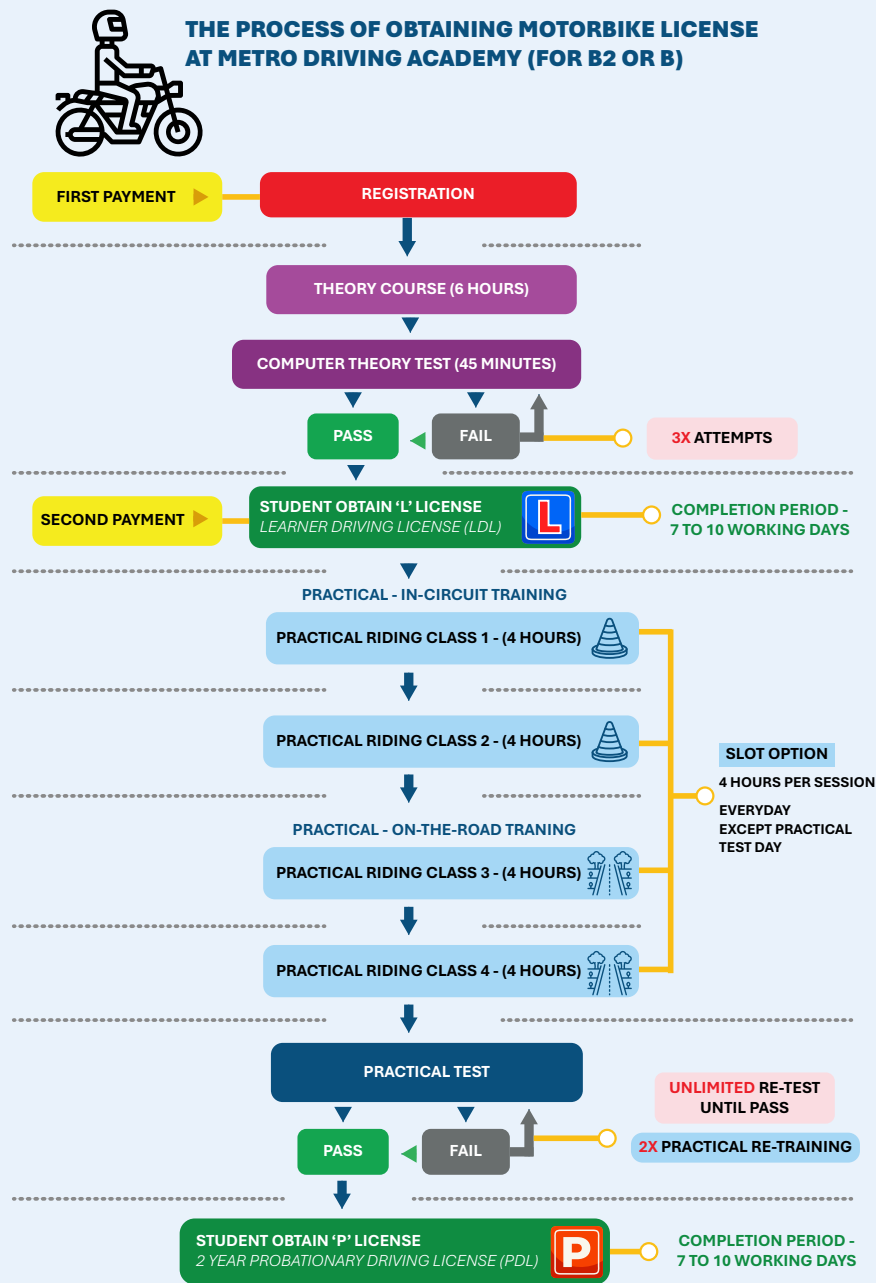 THE PROCESS OF OBTAINING MOTORBIKE LICENSE
AT METRO DRIVING ACADEMY (FOR B2 OR B)
FIRST PAYMENT
REGISTRATION
THEORY COURSE (6 HOURS)
COMPUTER THEORY TEST (45 MINUTES)
PASS
FAIL
3X ATTEMPTS
SECOND PAYMENT
STUDENT OBTAIN ‘L’ LICENSE
LEARNER DRIVING LICENSE (LDL)
L
COMPLETION PERIOD -
7 TO 10 WORKING DAYS
PRACTICAL - IN-CIRCUIT TRAINING
PRACTICAL RIDING CLASS 1 - (4 HOURS)
PRACTICAL RIDING CLASS 2 - (4 HOURS)
SLOT OPTION
4 HOURS PER SESSION
EVERYDAY
EXCEPT PRACTICAL
TEST DAY
PRACTICAL - ON-THE-ROAD TRANING
PRACTICAL RIDING CLASS 3 - (4 HOURS)
PRACTICAL RIDING CLASS 4 - (4 HOURS)
PRACTICAL TEST
PASS
FAIL
UNLIMITED RE-TEST
UNTIL PASS
2X PRACTICAL RE-TRAINING
STUDENT OBTAIN ‘P’ LICENSE
2 YEAR PROBATIONARY DRIVING LICENSE (PDL)
P
COMPLETION PERIOD -
7 TO 10 WORKING DAYS